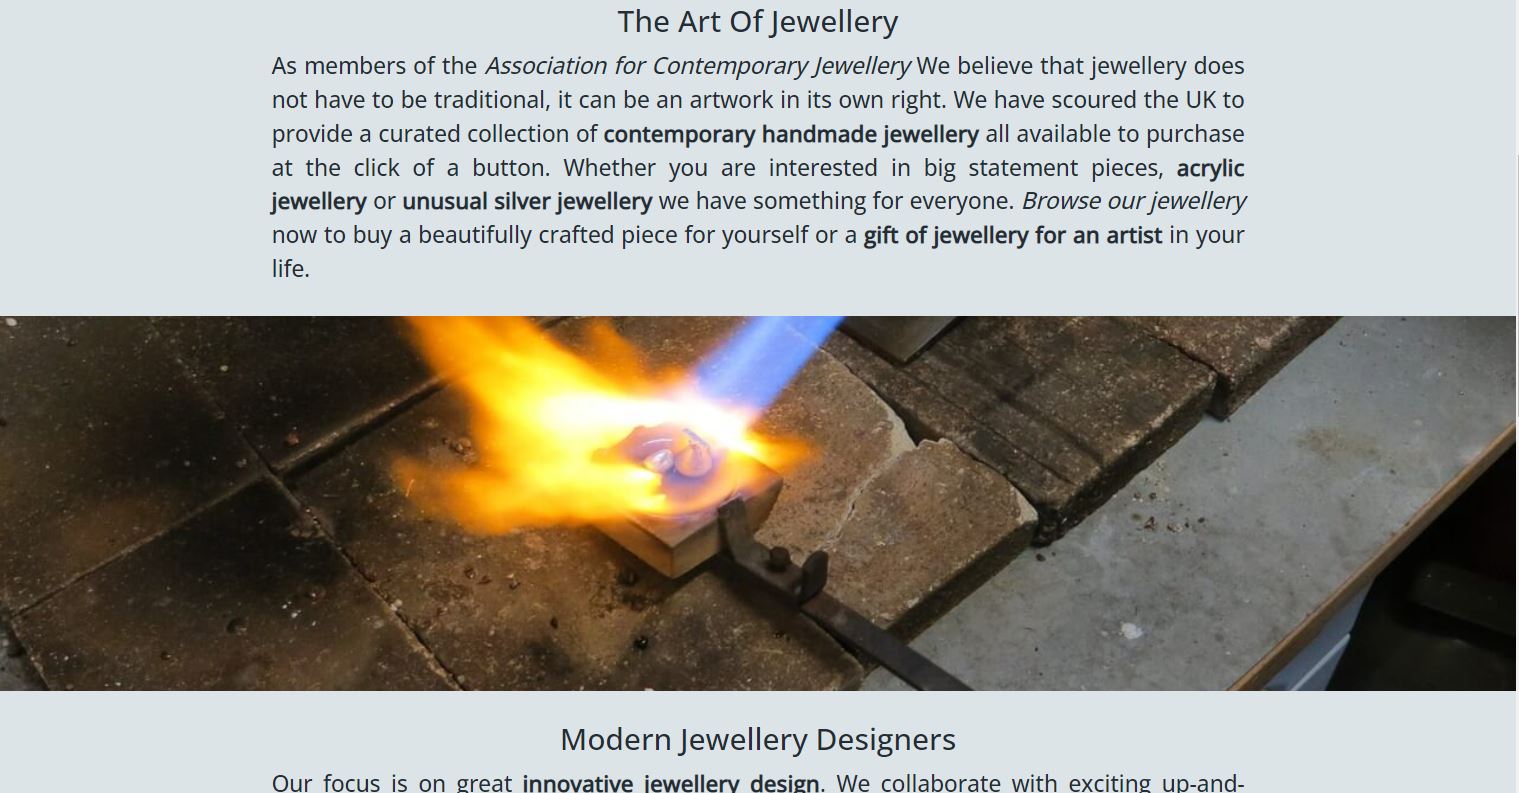 The Art Of Jewellery
As members of the Association for Contemporary Jewellery We believe that jewellery does
not have to be traditional, it can be an artwork in its own right. We have scoured the UK to
provide a curated collection of contemporary handmade jewellery all available to purchase
at the click of a button. Whether you are interested in big statement pieces, acrylic
jewellery or unusual silver jewellery we have something for everyone. Browse our jewellery
now to buy a beautifully crafted piece for yourself or a gift of jewellery for an artist in your
life.
Modern Jewellery Designers
Our focus is on great innovative jewellery design. We collaborate with exciting up-and-